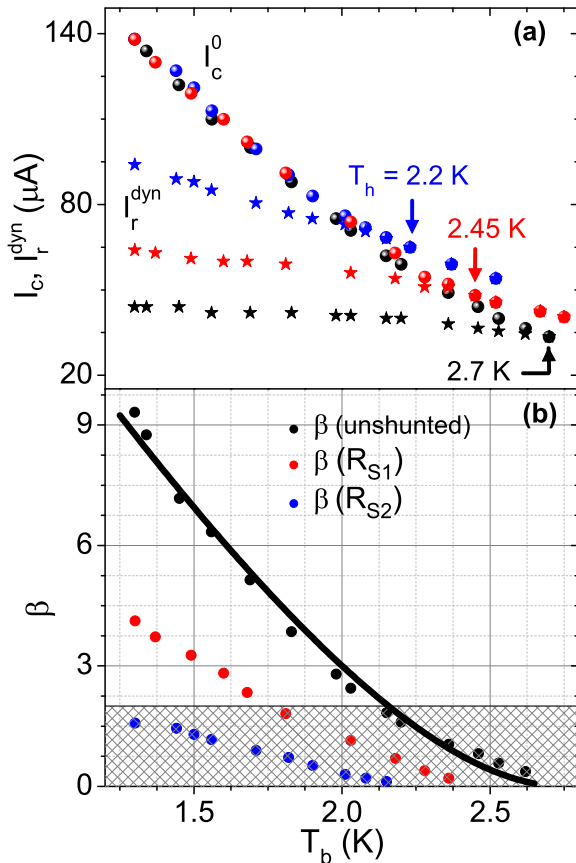 (a)
140
80
20
I_c, I_r^dyn (μA)
I_c^0
I_r^dyn
T_h = 2.2 K
2.45 K
2.7 K
(b)
9
6
3
0
β
β (unshunted)
β (R_S1)
β (R_S2)
1.5
2.0
2.5
T_b (K)